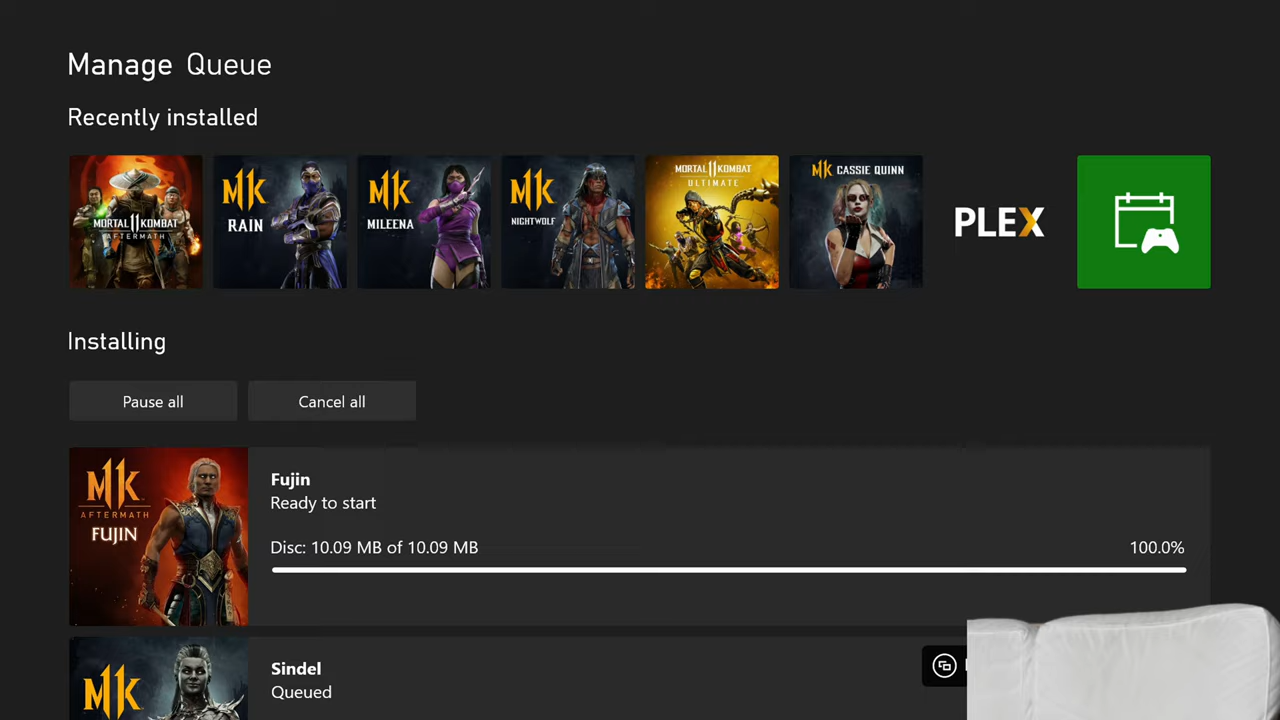 Manage Queue
Recently installed
MORTAL KOMBAT 11
AFTERMATH
MK
RAIN
MK
MILEENA
MK
NIGHTWOLF
MORTAL KOMBAT 11
ULTIMATE
MK CASSIE QUINN
PLEX
Installing
Pause all
Cancel all
MK
AFTERMATH
FUJIN
Fujin
Ready to start
Disc: 10.09 MB of 10.09 MB
100.0%
MK
Sindel
Queued